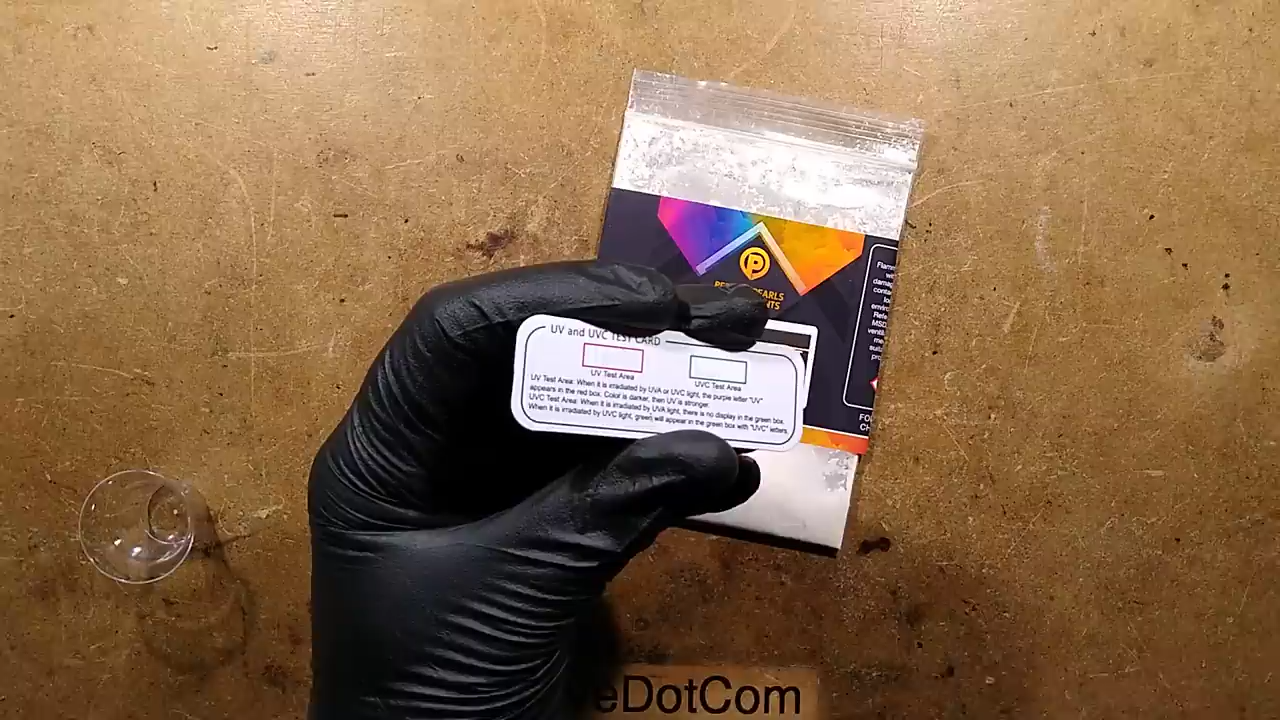 P
UV and UVC TEST CARD
UV Test Area
UVC Test Area
UV Test Area: When it is irradiated by UVA or UVC light, the purple letter "UV"
appears in the red box. Color is darker, then UV is stronger.
UVC Test Area: When it is irradiated by UVA light, there is no display in the green box.
When it is irradiated by UVC light, green will appear in the green box with "UVC" letters.
eDotCom